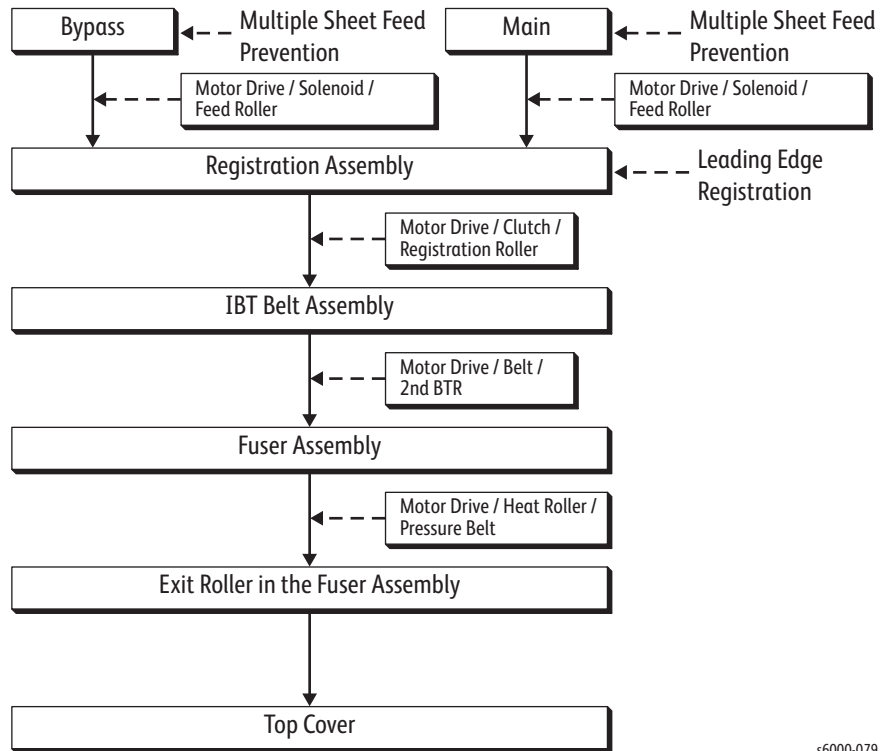 Bypass
Multiple Sheet Feed
Prevention
Main
Multiple Sheet Feed
Prevention
Motor Drive / Solenoid /
Feed Roller
Motor Drive / Solenoid /
Feed Roller
Registration Assembly
Leading Edge
Registration
Motor Drive / Clutch /
Registration Roller
IBT Belt Assembly
Motor Drive / Belt /
2nd BTR
Fuser Assembly
Motor Drive / Heat Roller /
Pressure Belt
Exit Roller in the Fuser Assembly
Top Cover
s6000-079